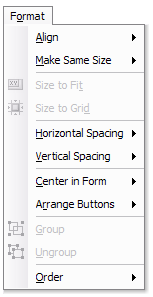 Format
Align
Make Same Size
Size to Fit
Size to Grid
Horizontal Spacing
Vertical Spacing
Center in Form
Arrange Buttons
Group
Ungroup
Order